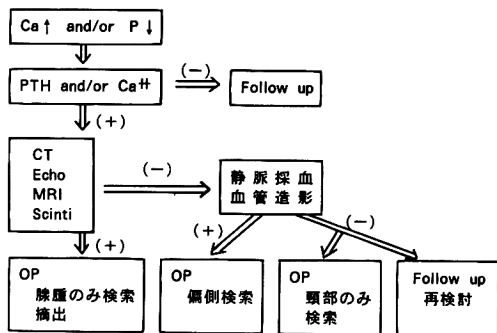 Ca↑ and/or P↓
PTH and/or Ca⁺⁺
(−)
Follow up
(+)
CT
Echo
MRI
Scinti
(−)
静脈採血
血管造影
(+)
(+)
(−)
OP
腺腫のみ検索
摘出
OP
偏側検索
OP
頸部のみ
検索
Follow up
再検討